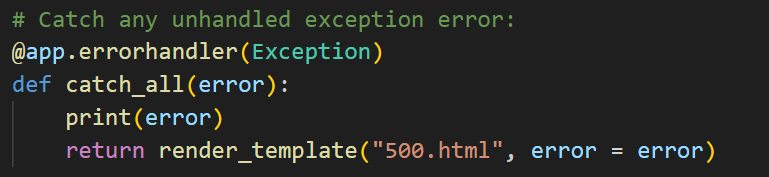 # Catch any unhandled exception error:
@app.errorhandler(Exception)
def catch_all(error):
    print(error)
    return render_template("500.html", error = error)